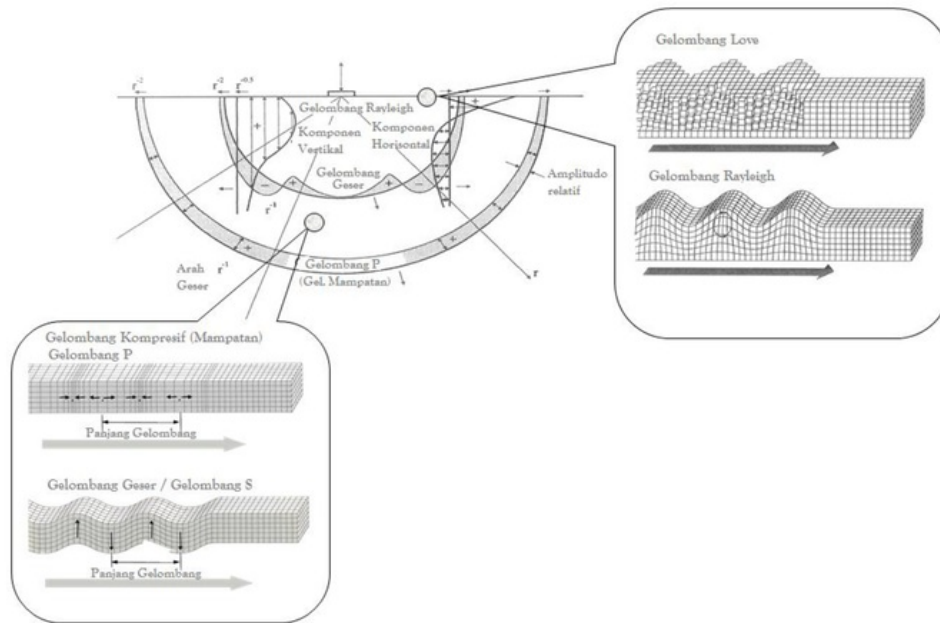 r⁻²
r⁻²
r⁻⁰·⁵
Gelombang Rayleigh
Komponen
Vertikal
Komponen
Horisontal
Gelombang
Geser
r⁻¹
Amplitudo
relatif
Arah
Geser
r⁻¹
Gelombang P
(Gel. Mampatan)
r
+
+
−
+
+
−
+
+
Gelombang Love
Gelombang Rayleigh
Gelombang Kompresif (Mampatan)
Gelombang P
Panjang Gelombang
Gelombang Geser / Gelombang S
Panjang Gelombang